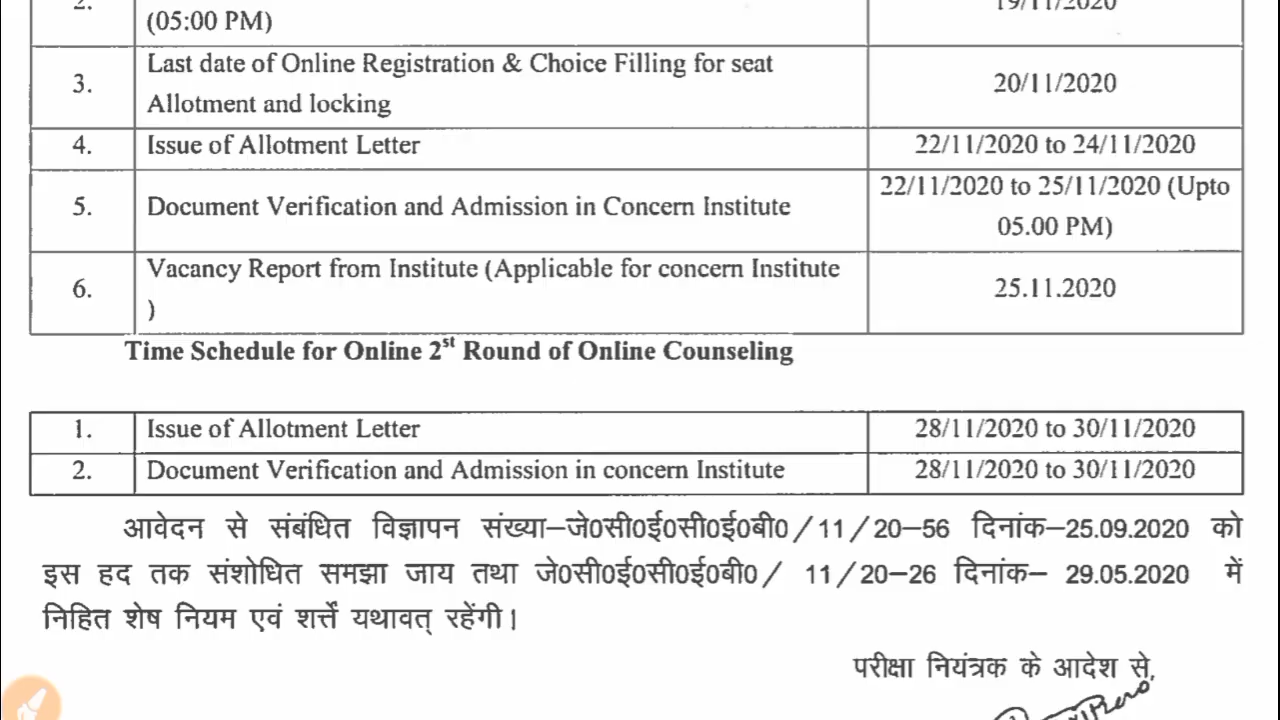 2.
(05:00 PM)
19/11/2020
Last date of Online Registration & Choice Filling for seat
3.
20/11/2020
Allotment and locking
4. Issue of Allotment Letter 22/11/2020 to 24/11/2020
22/11/2020 to 25/11/2020 (Upto
5. Document Verification and Admission in Concern Institute
05.00 PM)
Vacancy Report from Institute (Applicable for concern Institute
6.
25.11.2020
)
Time Schedule for Online 2st Round of Online Counseling
1. Issue of Allotment Letter 28/11/2020 to 30/11/2020
2. Document Verification and Admission in concern Institute 28/11/2020 to 30/11/2020
आवेदन से संबंधित विज्ञापन संख्या–जे0सी0ई0सी0ई0बी0/11/20–56 दिनांक–25.09.2020 को
इस हद तक संशोधित समझा जाय तथा जे0सी0ई0सी0ई0बी0/ 11/20–26 दिनांक– 29.05.2020 में
निहित शेष नियम एवं शर्त्तें यथावत् रहेंगी।
परीक्षा नियंत्रक के आदेश से,